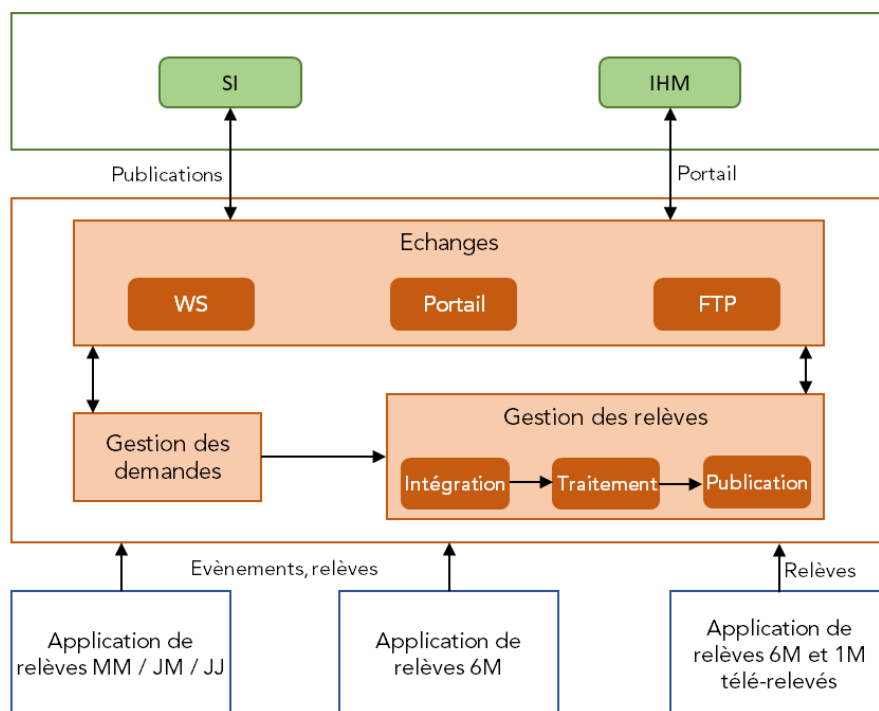 SI
IHM
Publications
Portail
Echanges
WS
Portail
FTP
Gestion des
demandes
Gestion des relèves
Intégration
Traitement
Publication
Evènements, relèves
Relèves
Application de
relèves MM / JM / JJ
Application de
relèves 6M
Application de
relèves 6M et 1M
télé-relevés